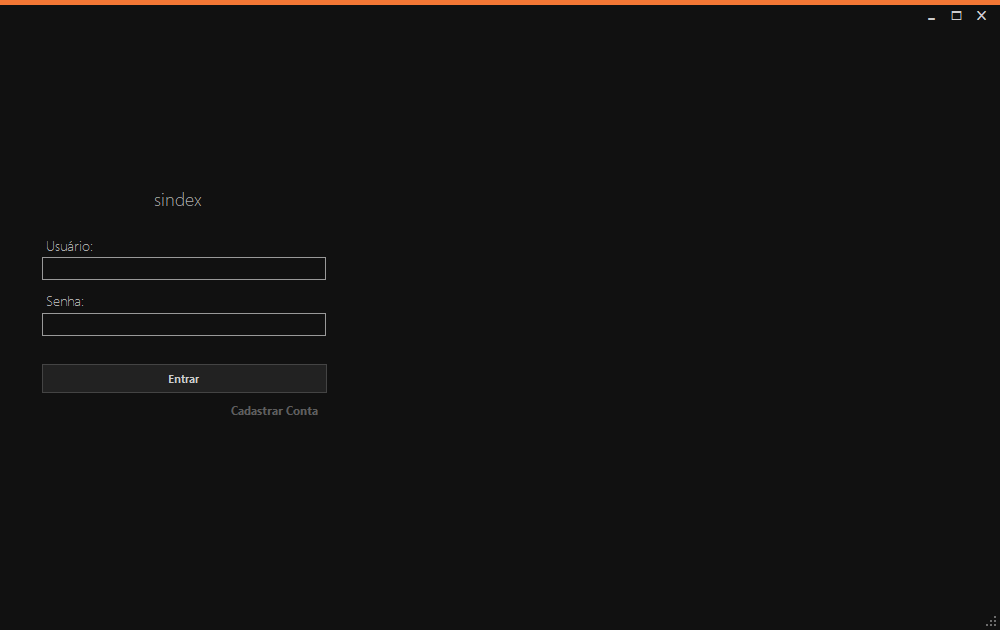 sindex
Usuário:
Senha:
Entrar
Cadastrar Conta